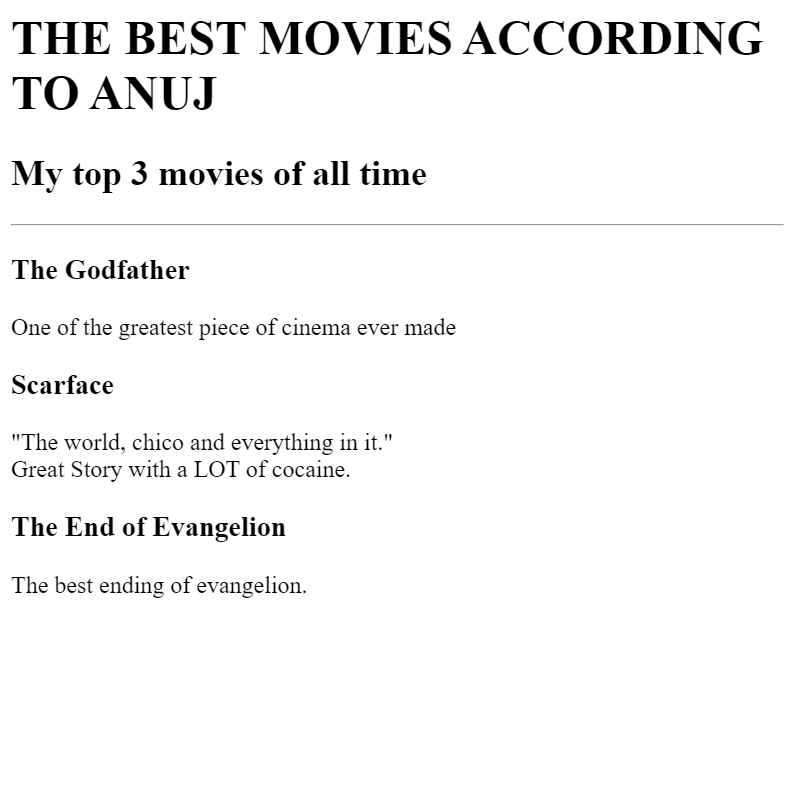 THE BEST MOVIES ACCORDING
TO ANUJ
My top 3 movies of all time
The Godfather
One of the greatest piece of cinema ever made
Scarface
"The world, chico and everything in it."
Great Story with a LOT of cocaine.
The End of Evangelion
The best ending of evangelion.